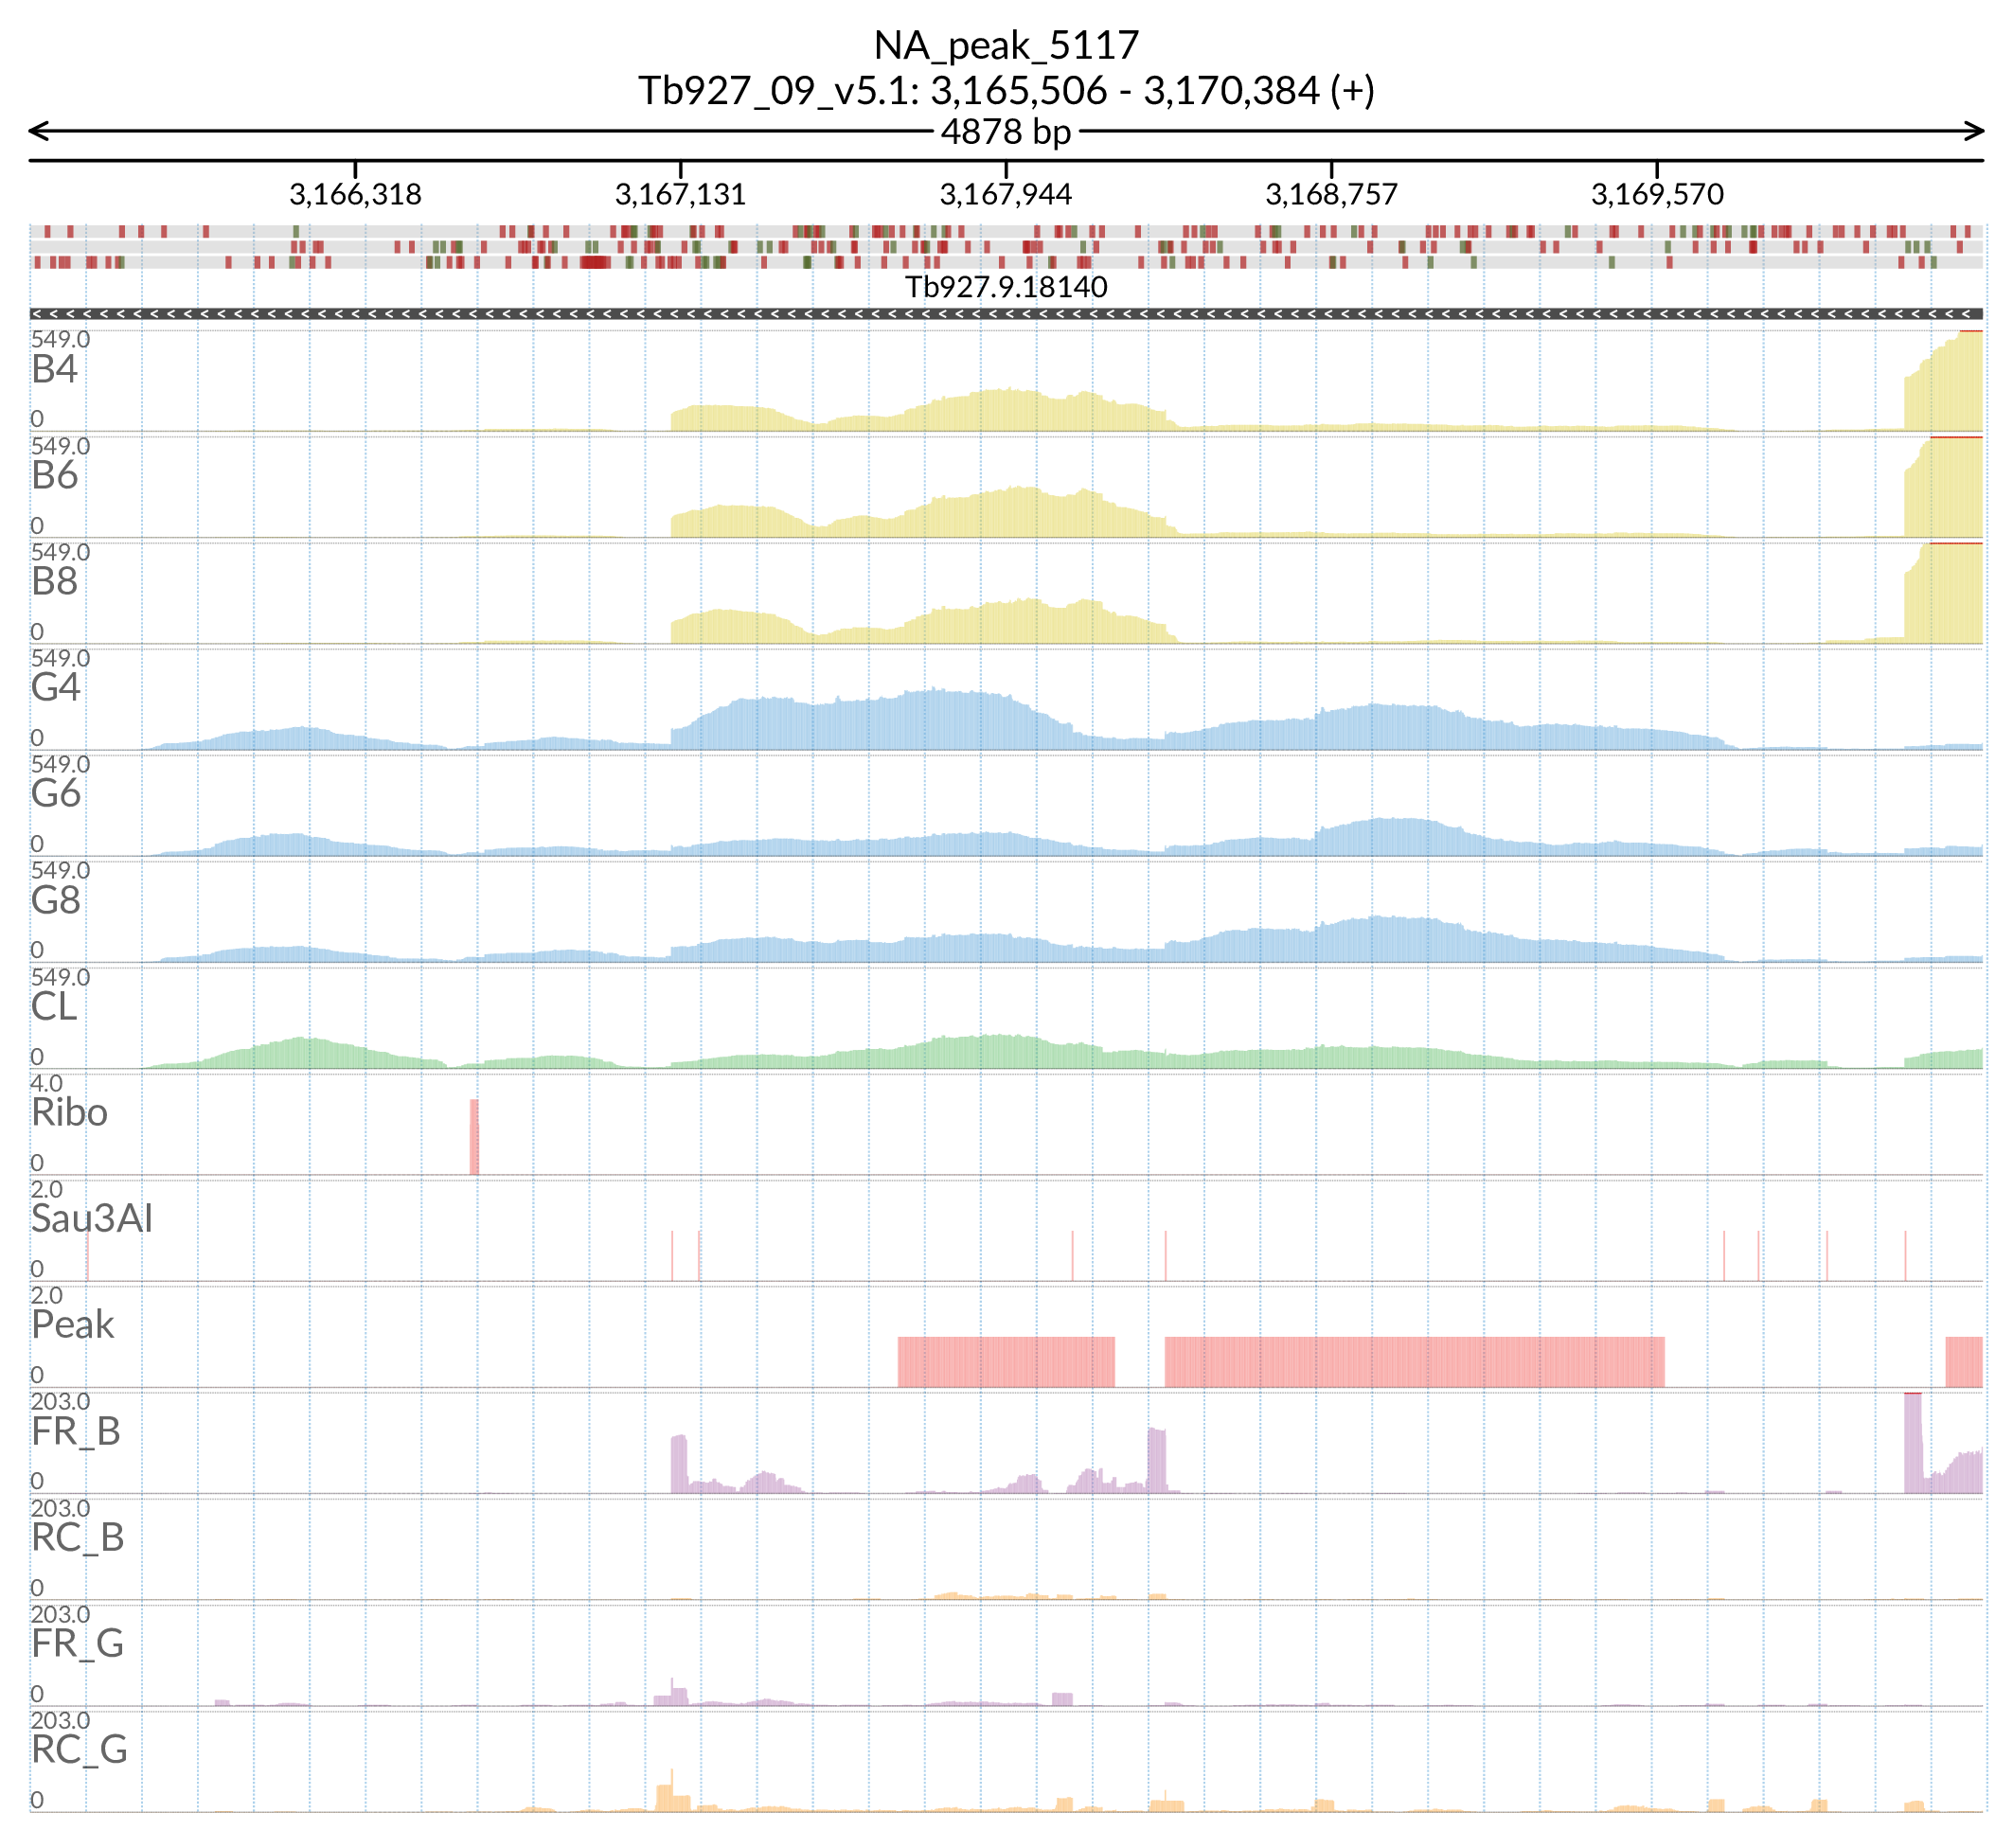 NA_peak_5117
Tb927_09_v5.1: 3,165,506 - 3,170,384 (+)
4878 bp
3,166,318 3,167,131 3,167,944 3,168,757 3,169,570
Tb927.9.18140
549.0
B4
0
549.0
B6
0
549.0
B8
0
549.0
G4
0
549.0
G6
0
549.0
G8
0
549.0
CL
0
4.0
Ribo
0
2.0
Sau3AI
0
2.0
Peak
0
203.0
FR_B
0
203.0
RC_B
0
203.0
FR_G
0
203.0
RC_G
0